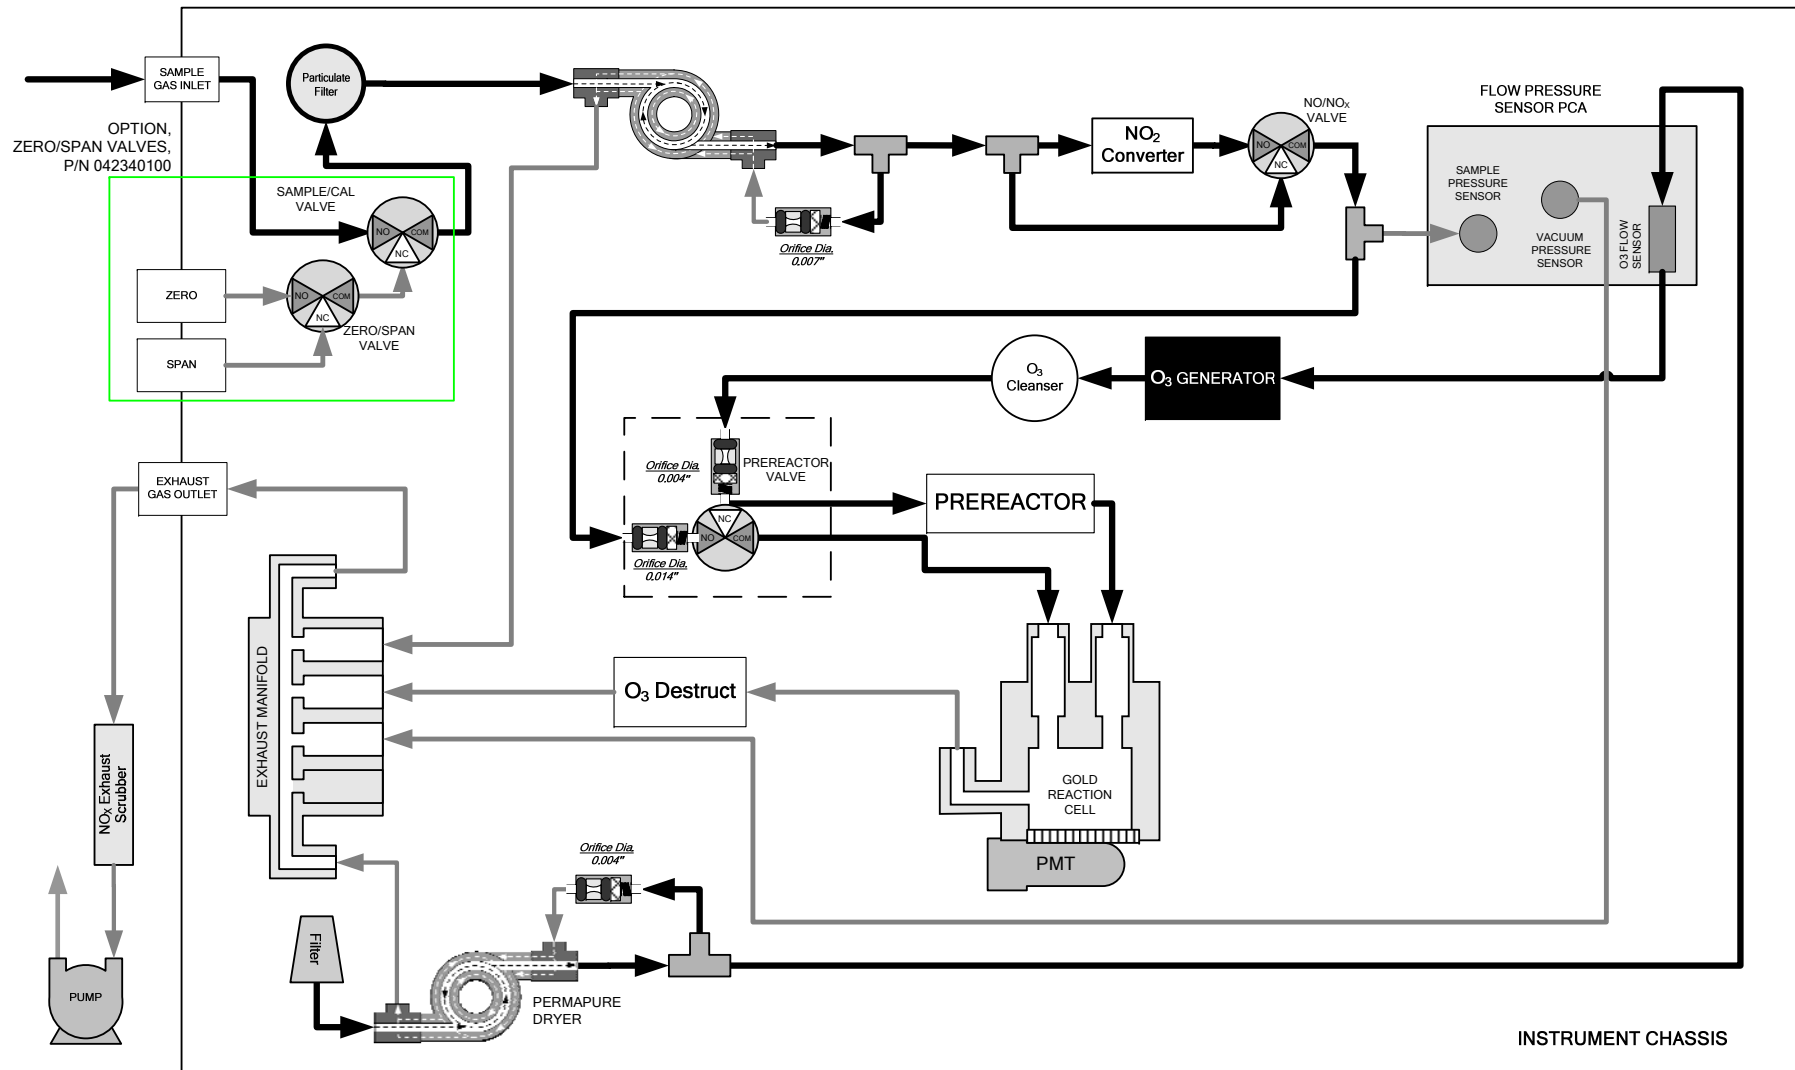 SAMPLE
GAS INLET
Particulate
Filter
OPTION,
ZERO/SPAN VALVES,
P/N 042340100
SAMPLE/CAL
VALVE
NO
COM
NC
ZERO
NO
COM
NC
ZERO/SPAN
VALVE
SPAN
Orifice Dia.
0.007"
NO2
Converter
NO/NOX
VALVE
NO
COM
NC
FLOW PRESSURE
SENSOR PCA
SAMPLE
PRESSURE
SENSOR
VACUUM
PRESSURE
SENSOR
O3 FLOW
SENSOR
O3
Cleanser
O3 GENERATOR
Orifice Dia.
0.004"
PREREACTOR
VALVE
NC
NO
COM
Orifice Dia.
0.014"
PREREACTOR
EXHAUST
GAS OUTLET
EXHAUST MANIFOLD
O3 Destruct
GOLD
REACTION
CELL
PMT
NOX Exhaust
Scrubber
PUMP
Filter
Orifice Dia.
0.004"
PERMAPURE
DRYER
INSTRUMENT CHASSIS